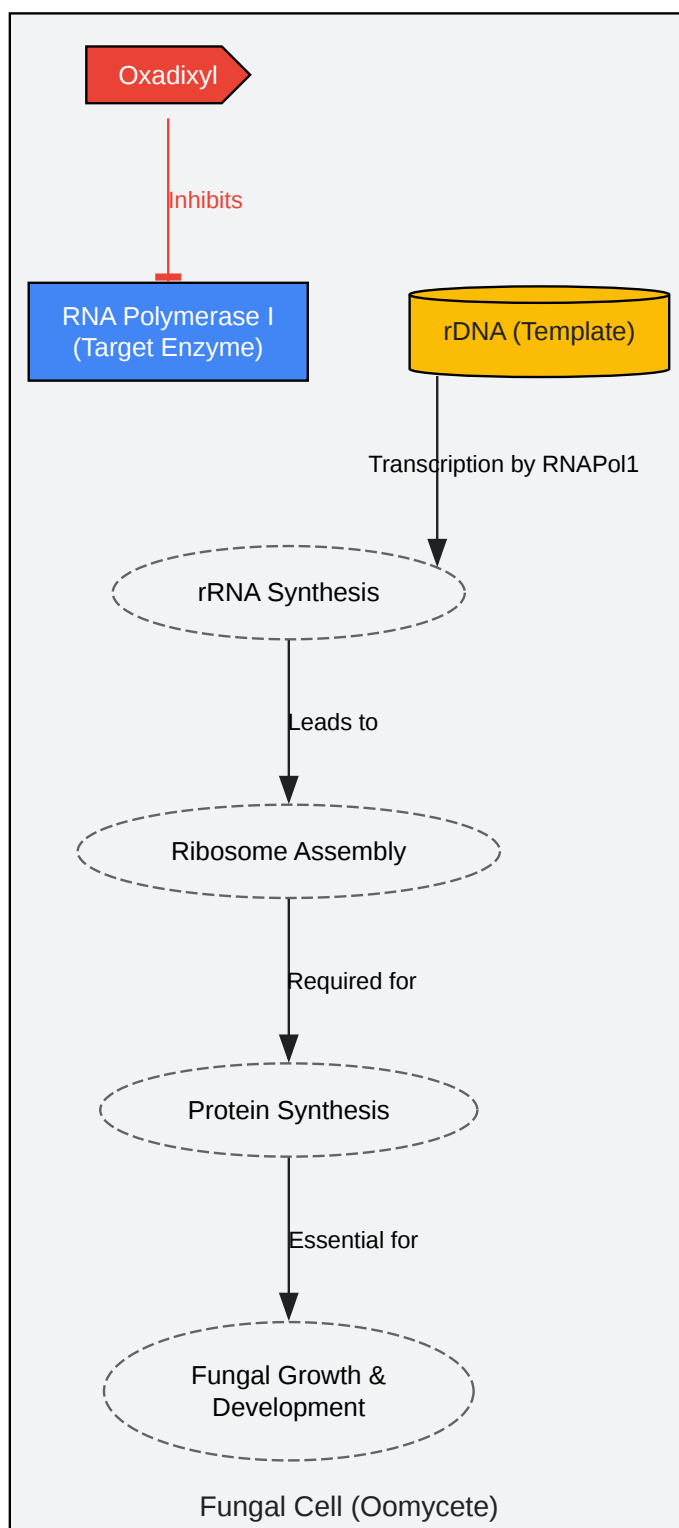 Oxadixyl
Inhibits
RNA Polymerase I
(Target Enzyme)
rDNA (Template)
Transcription by RNAPol1
rRNA Synthesis
Leads to
Ribosome Assembly
Required for
Protein Synthesis
Essential for
Fungal Growth &
Development
Fungal Cell (Oomycete)